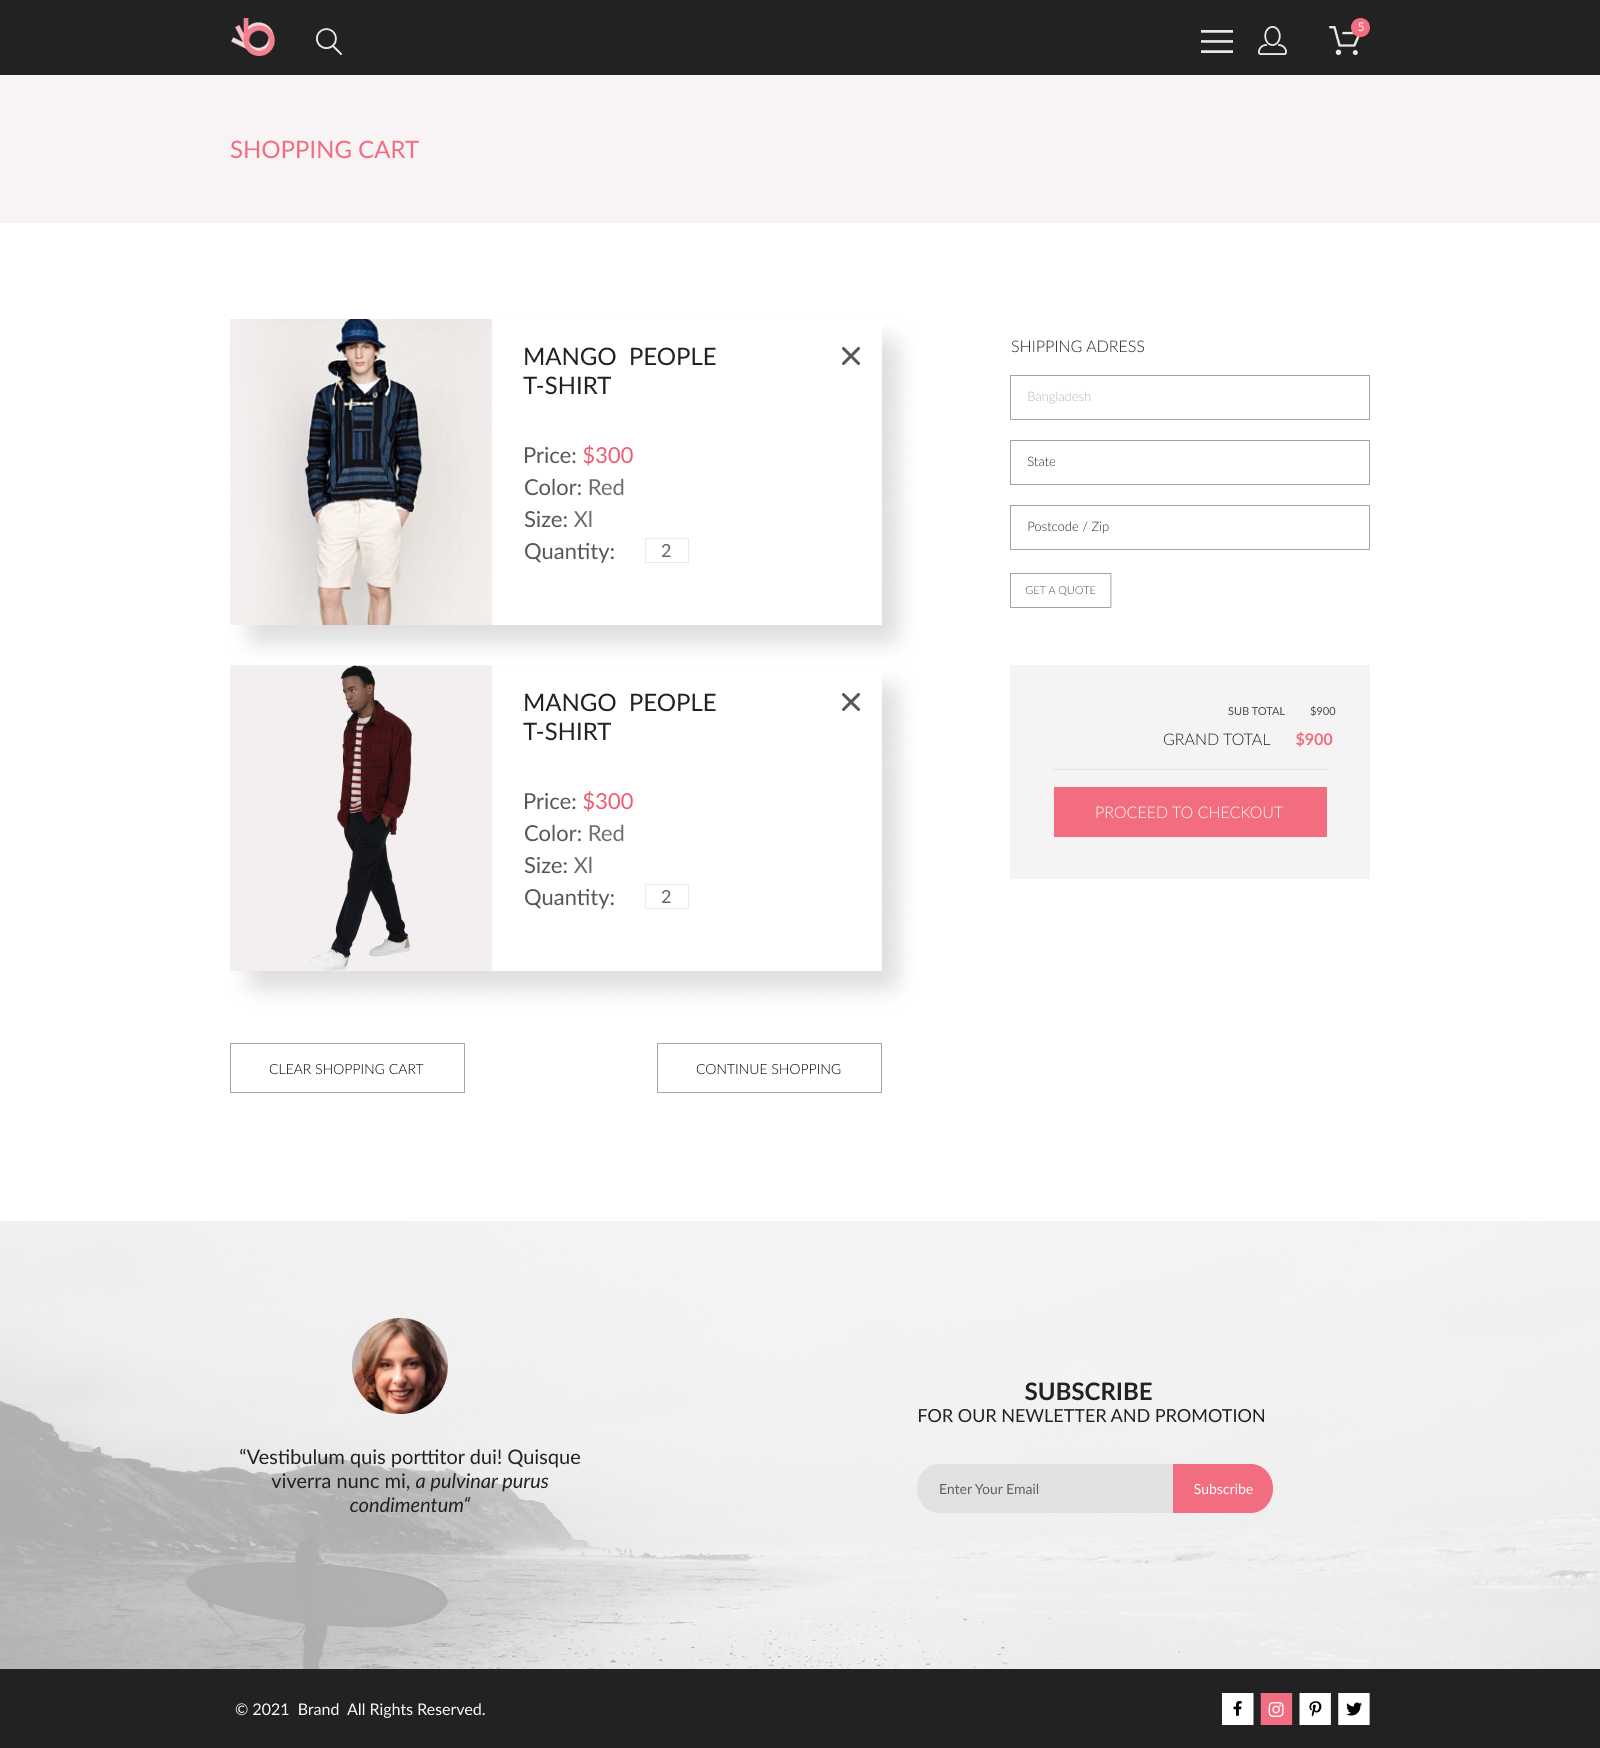 5
SHOPPING CART
MANGO  PEOPLE
T-SHIRT
Price: $300
Color: Red
Size: Xl
Quantity: 2
MANGO  PEOPLE
T-SHIRT
Price: $300
Color: Red
Size: Xl
Quantity: 2
CLEAR SHOPPING CART
CONTINUE SHOPPING
SHIPPING ADRESS
Bangladesh
State
Postcode / Zip
GET A QUOTE
SUB TOTAL $900
GRAND TOTAL $900
PROCEED TO CHECKOUT
“Vestibulum quis porttitor dui! Quisque
viverra nunc mi, a pulvinar purus
condimentum“
SUBSCRIBE
FOR OUR NEWLETTER AND PROMOTION
Enter Your Email
Subscribe
© 2021  Brand  All Rights Reserved.